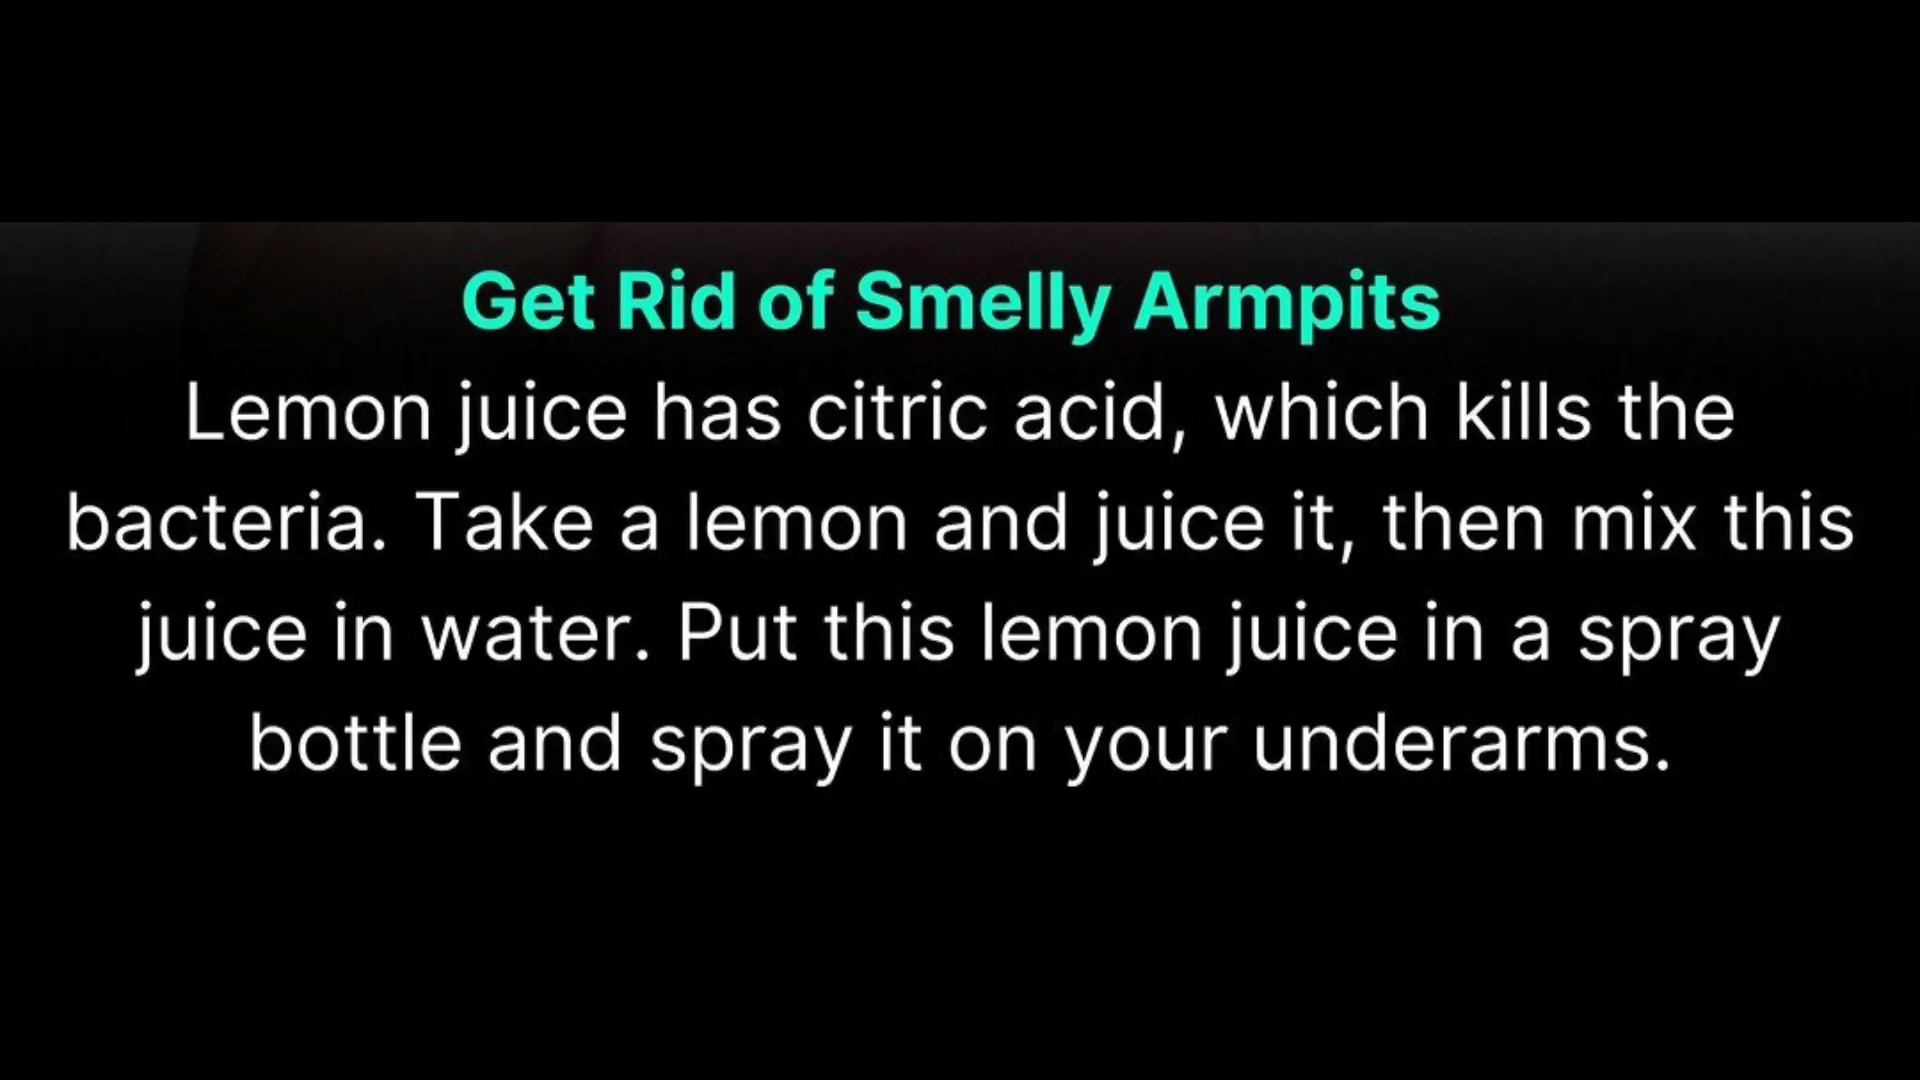 Get Rid of Smelly Armpits
Lemon juice has citric acid, which kills the
bacteria. Take a lemon and juice it, then mix this
juice in water. Put this lemon juice in a spray
bottle and spray it on your underarms.